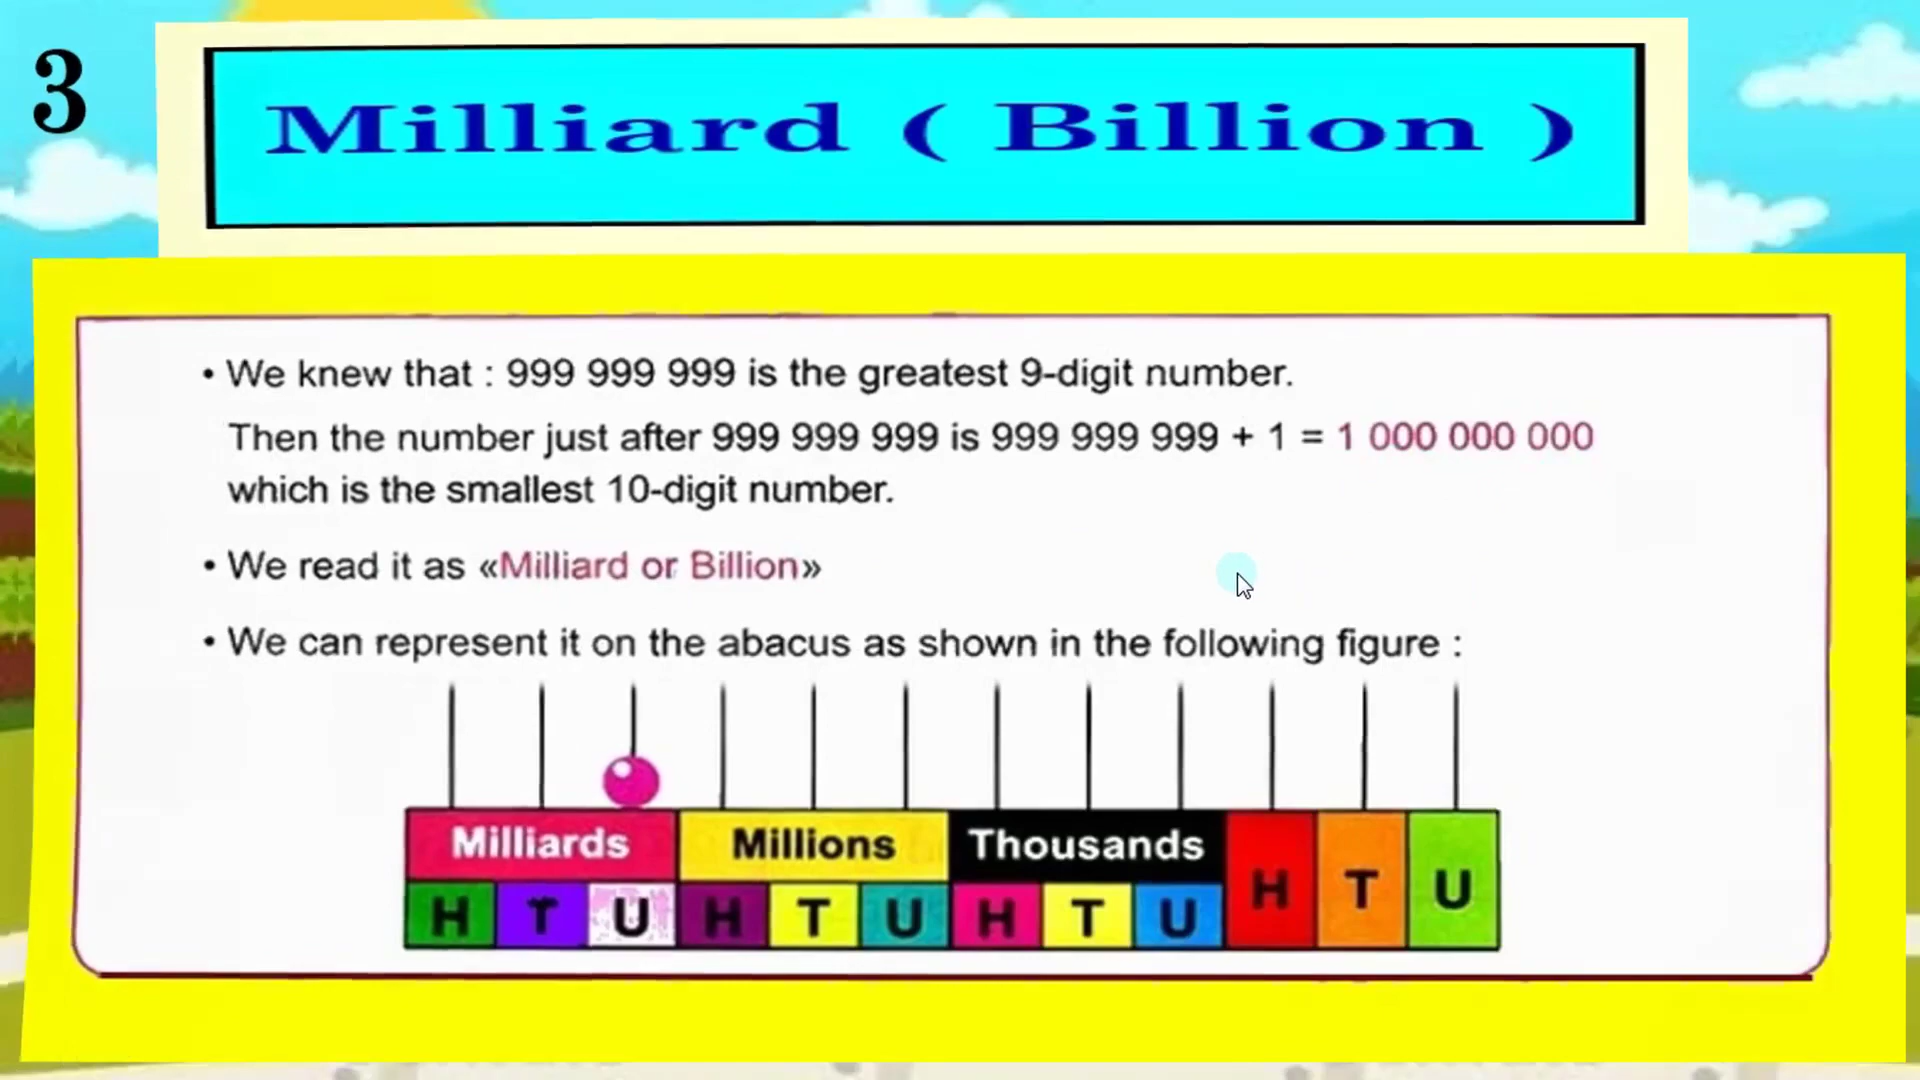 3
Milliard ( Billion )
• We knew that : 999 999 999 is the greatest 9-digit number.
Then the number just after 999 999 999 is 999 999 999 + 1 = 1 000 000 000
which is the smallest 10-digit number.
• We read it as «Milliard or Billion»
• We can represent it on the abacus as shown in the following figure :
Milliards Millions Thousands H T U
H T U H T U H T U